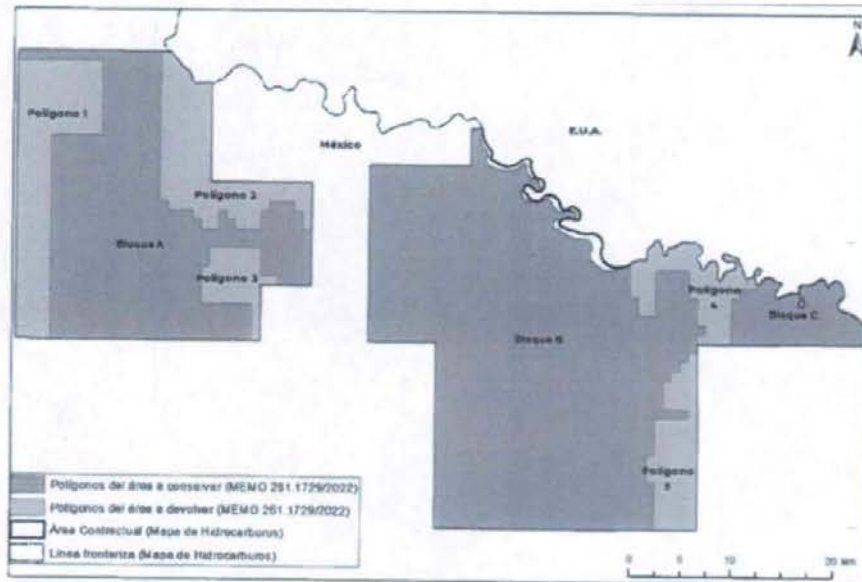 N
Polígono 1
E.U.A.
México
Polígono 2
Bloque A
Polígono 3
Polígono 4
Bloque C
Bloque B
Polígono 5
Polígonos del área a conservar (MEMO 261.1729/2022)
Polígonos del área a devolver (MEMO 261.1729/2022)
Área Contractual (Mapa de Hidrocarburos)
Línea fronteriza (Mapa de Hidrocarburos)
0 5 10 20 km